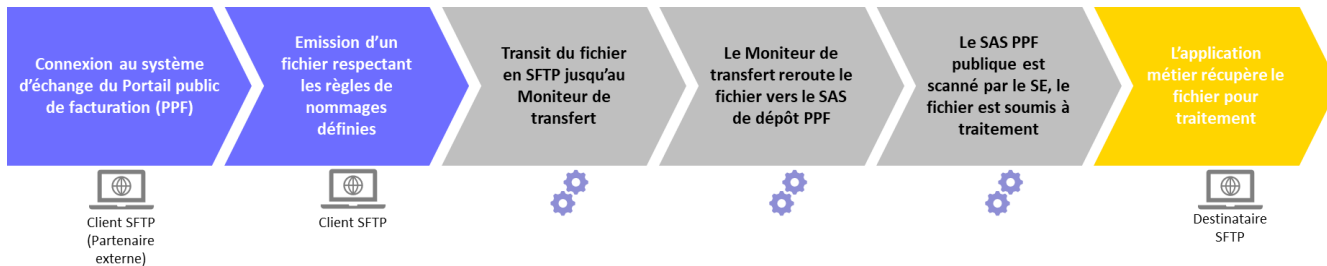 Connexion au système
d'échange du Portail public
de facturation (PPF)
Emission d'un
fichier respectant
les règles de
nommages
définies
Transit du fichier
en SFTP jusqu'au
Moniteur de
transfert
Le Moniteur de
transfert reroute le
fichier vers le SAS
de dépôt PPF
Le SAS PPF
publique est
scanné par le SE, le
fichier est soumis à
traitement
L'application
métier récupère le
fichier pour
traitement
Client SFTP
(Partenaire
externe)
Client SFTP
Destinataire
SFTP